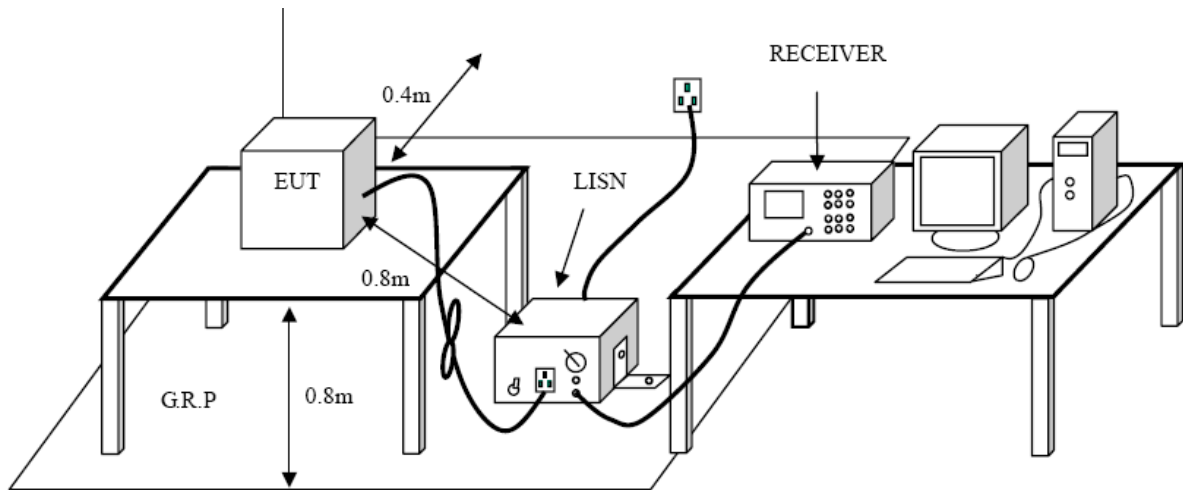 RECEIVER
0.4m
EUT
LISN
0.8m
G.R.P
0.8m